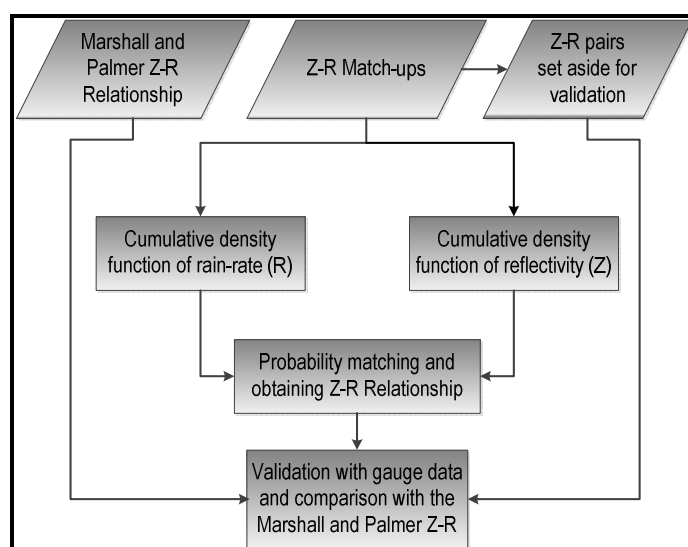 Marshall and
Palmer Z-R
Relationship
Z-R Match-ups
Z-R pairs
set aside for
validation
Cumulative density
function of rain-rate (R)
Cumulative density
function of reflectivity (Z)
Probability matching and
obtaining Z-R Relationship
Validation with gauge data
and comparison with the
Marshall and Palmer Z-R